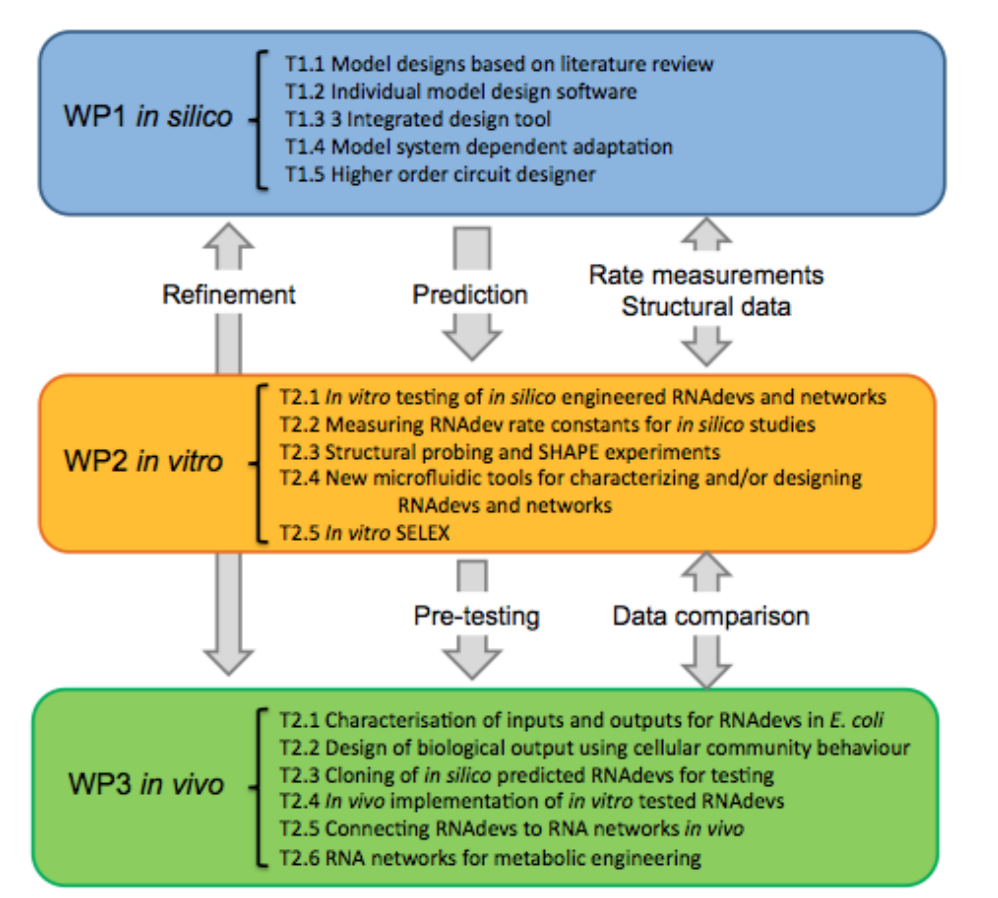 WP1 in silico
T1.1 Model designs based on literature review
T1.2 Individual model design software
T1.3 3 Integrated design tool
T1.4 Model system dependent adaptation
T1.5 Higher order circuit designer
Refinement
Prediction
Rate measurements
Structural data
WP2 in vitro
T2.1 In vitro testing of in silico engineered RNAdevs and networks
T2.2 Measuring RNAdev rate constants for in silico studies
T2.3 Structural probing and SHAPE experiments
T2.4 New microfluidic tools for characterizing and/or designing
RNAdevs and networks
T2.5 In vitro SELEX
Pre-testing
Data comparison
WP3 in vivo
T2.1 Characterisation of inputs and outputs for RNAdevs in E. coli
T2.2 Design of biological output using cellular community behaviour
T2.3 Cloning of in silico predicted RNAdevs for testing
T2.4 In vivo implementation of in vitro tested RNAdevs
T2.5 Connecting RNAdevs to RNA networks in vivo
T2.6 RNA networks for metabolic engineering